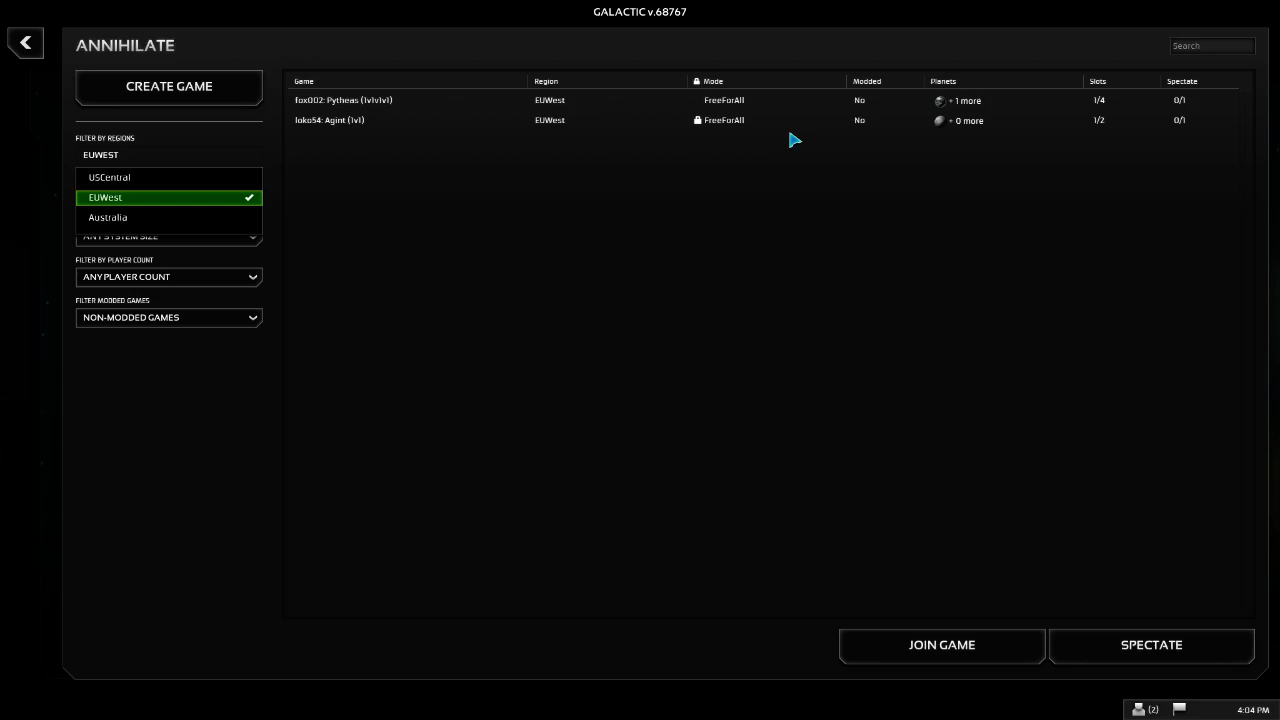 GALACTIC v.68767
ANNIHILATE
Search
CREATE GAME
FILTER BY REGIONS
EUWEST
USCentral
EUWest
Australia
ANY SYSTEM SIZE
FILTER BY PLAYER COUNT
ANY PLAYER COUNT
FILTER MODDED GAMES
NON-MODDED GAMES
Game Region Mode Modded Planets Slots Spectate
fox002: Pytheas (1v1v1v1) EUWest FreeForAll No + 1 more 1/4 0/1
loko54: Agint (1v1) EUWest FreeForAll No + 0 more 1/2 0/1
JOIN GAME
SPECTATE
(2) 4:04 PM